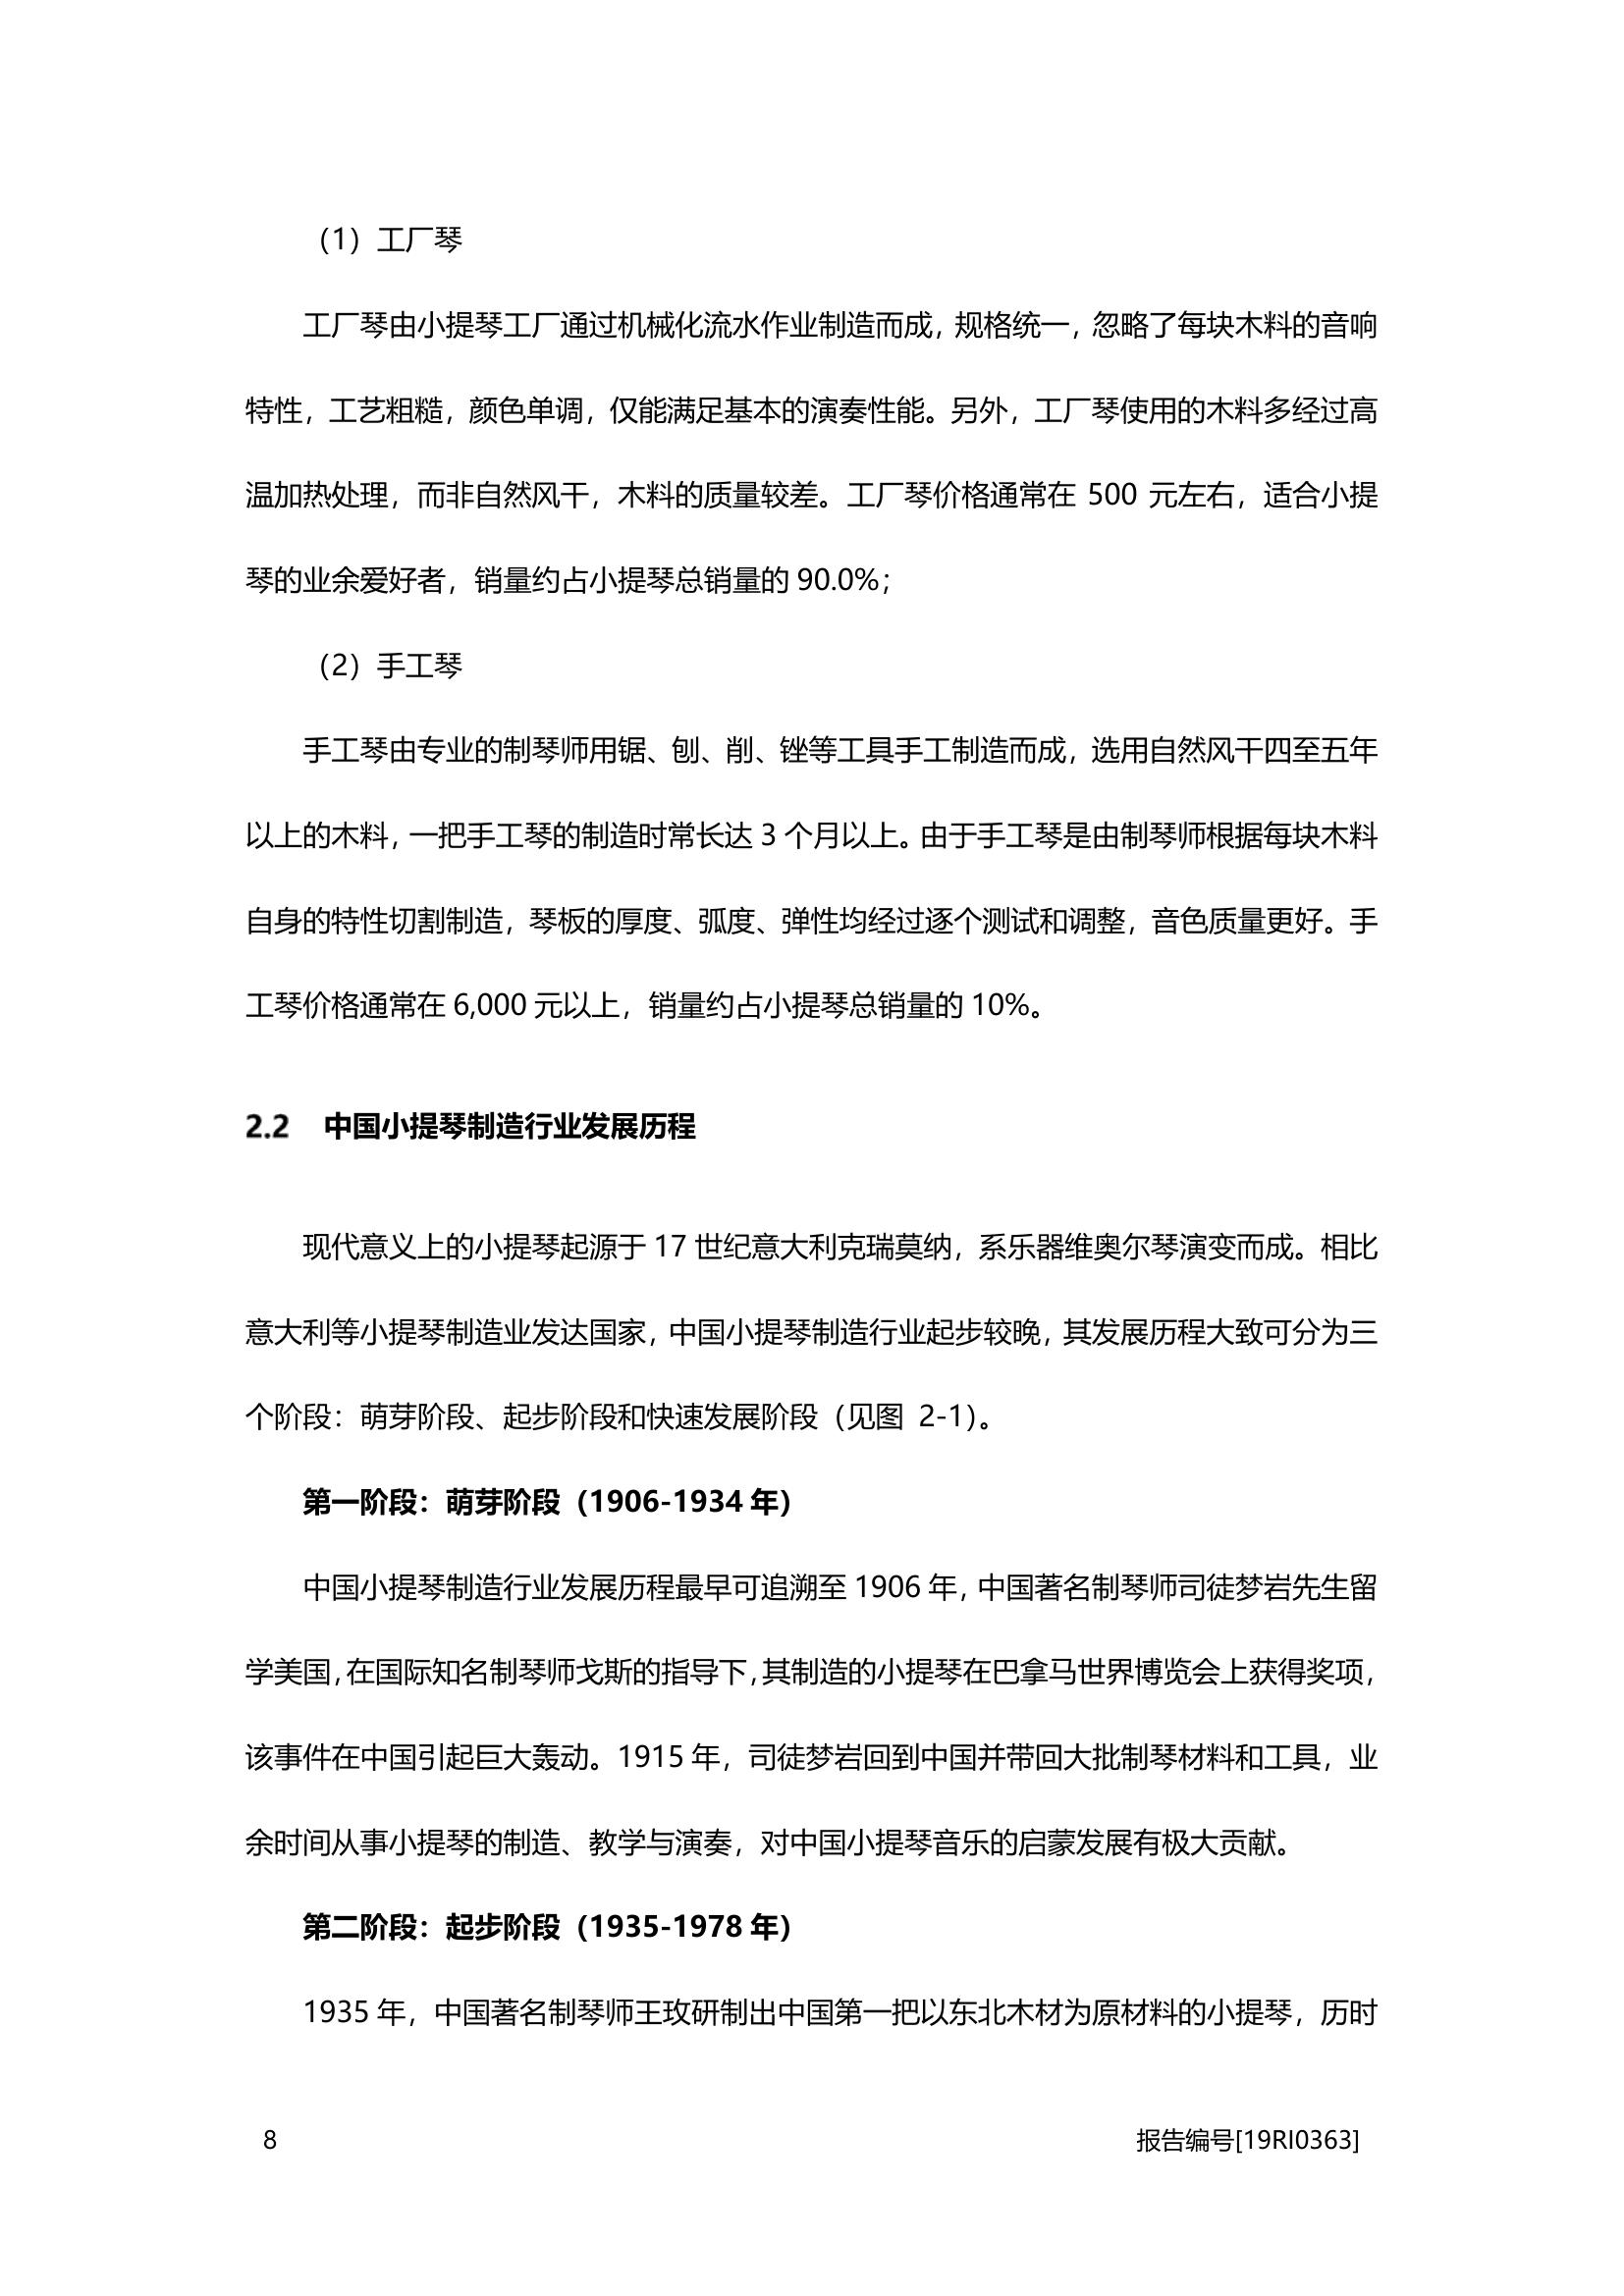 （1）工厂琴
工厂琴由小提琴工厂通过机械化流水作业制造而成，规格统一，忽略了每块木料的音响
特性，工艺粗糙，颜色单调，仅能满足基本的演奏性能。另外，工厂琴使用的木料多经过高
温加热处理，而非自然风干，木料的质量较差。工厂琴价格通常在 500 元左右，适合小提
琴的业余爱好者，销量约占小提琴总销量的 90.0%；
（2）手工琴
手工琴由专业的制琴师用锯、刨、削、锉等工具手工制造而成，选用自然风干四至五年
以上的木料，一把手工琴的制造时常长达 3 个月以上。由于手工琴是由制琴师根据每块木料
自身的特性切割制造，琴板的厚度、弧度、弹性均经过逐个测试和调整，音色质量更好。手
工琴价格通常在 6,000 元以上，销量约占小提琴总销量的 10%。
2.2 中国小提琴制造行业发展历程
现代意义上的小提琴起源于 17 世纪意大利克瑞莫纳，系乐器维奥尔琴演变而成。相比
意大利等小提琴制造业发达国家，中国小提琴制造行业起步较晚，其发展历程大致可分为三
个阶段：萌芽阶段、起步阶段和快速发展阶段（见图 2-1）。
第一阶段：萌芽阶段（1906-1934 年）
中国小提琴制造行业发展历程最早可追溯至 1906 年，中国著名制琴师司徒梦岩先生留
学美国，在国际知名制琴师戈斯的指导下，其制造的小提琴在巴拿马世界博览会上获得奖项，
该事件在中国引起巨大轰动。1915 年，司徒梦岩回到中国并带回大批制琴材料和工具，业
余时间从事小提琴的制造、教学与演奏，对中国小提琴音乐的启蒙发展有极大贡献。
第二阶段：起步阶段（1935-1978 年）
1935 年，中国著名制琴师王玫研制出中国第一把以东北木材为原材料的小提琴，历时
8 报告编号[19RI0363]